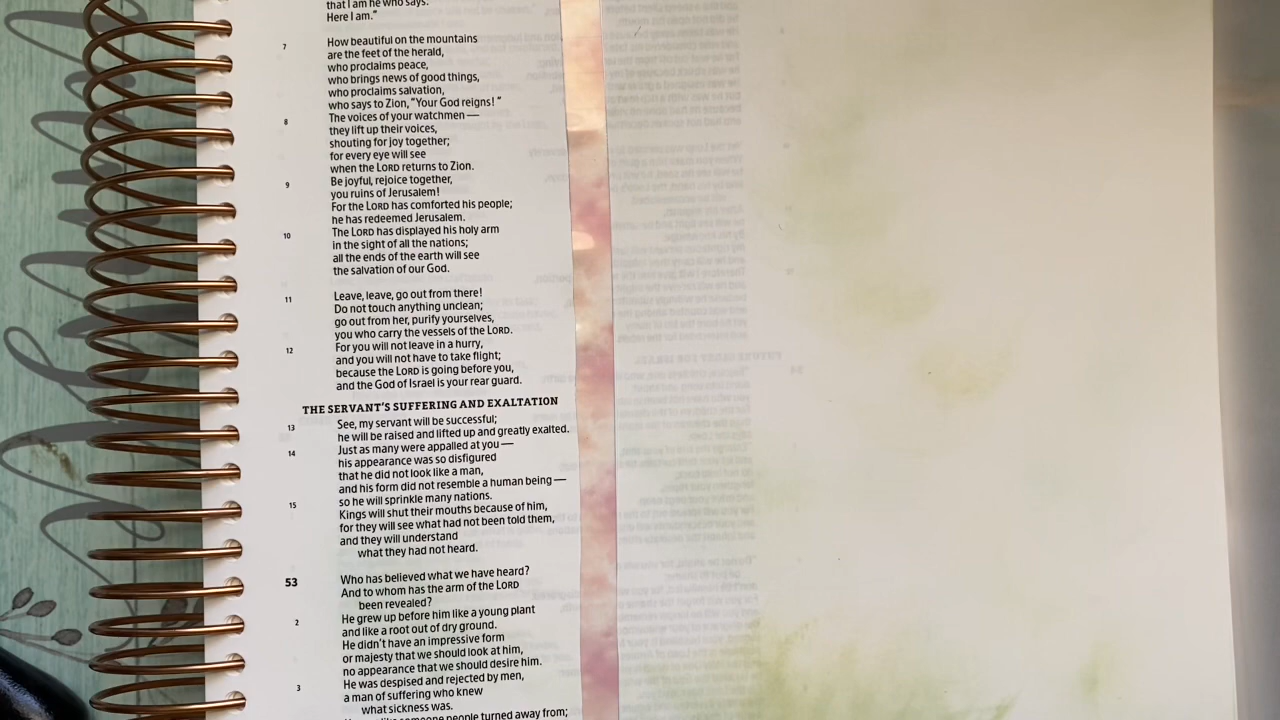 that I am he who says:
Here I am."
7 How beautiful on the mountains
are the feet of the herald,
who proclaims peace,
who brings news of good things,
who proclaims salvation,
who says to Zion, "Your God reigns! "
8 The voices of your watchmen —
they lift up their voices,
shouting for joy together;
for every eye will see
when the LORD returns to Zion.
9 Be joyful, rejoice together,
you ruins of Jerusalem!
For the LORD has comforted his people;
he has redeemed Jerusalem.
10 The LORD has displayed his holy arm
in the sight of all the nations;
all the ends of the earth will see
the salvation of our God.
11 Leave, leave, go out from there!
Do not touch anything unclean;
go out from her, purify yourselves,
you who carry the vessels of the LORD.
12 For you will not leave in a hurry,
and you will not have to take flight;
because the LORD is going before you,
and the God of Israel is your rear guard.
THE SERVANT'S SUFFERING AND EXALTATION
13 See, my servant will be successful;
he will be raised and lifted up and greatly exalted.
14 Just as many were appalled at you —
his appearance was so disfigured
that he did not look like a man,
and his form did not resemble a human being —
15 so he will sprinkle many nations.
Kings will shut their mouths because of him,
for they will see what had not been told them,
and they will understand
what they had not heard.
53 Who has believed what we have heard?
And to whom has the arm of the LORD
been revealed?
2 He grew up before him like a young plant
and like a root out of dry ground.
He didn't have an impressive form
or majesty that we should look at him,
no appearance that we should desire him.
3 He was despised and rejected by men,
a man of suffering who knew
what sickness was.
someone people turned away from;